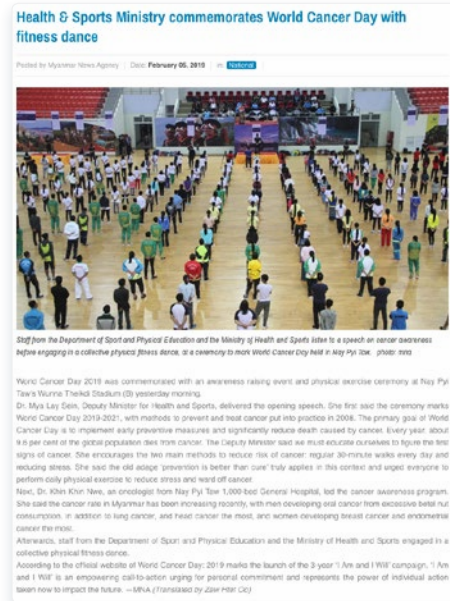 Health & Sports Ministry commemorates World Cancer Day with
fitness dance
Posted by Myanmar News Agency Date: February 05, 2019 in: National
Staff from the Department of Sport and Physical Education and the Ministry of Health and Sports listen to a speech on cancer awareness
before engaging in a collective physical fitness dance, at a ceremony to mark World Cancer Day held in Nay Pyi Taw. photo: mna
World Cancer Day 2019 was commemorated with an awareness raising event and physical exercise ceremony at Nay Pyi
Taw's Wunna Theikdi Stadium (B) yesterday morning.
Dr. Mya Lay Sein, Deputy Minister for Health and Sports, delivered the opening speech. She first said the ceremony marks
World Cancer Day 2019-2021, with methods to prevent and treat cancer put into practice in 2008. The primary goal of World
Cancer Day is to implement early preventive measures and significantly reduce death caused by cancer. Every year, about
9.6 per cent of the global population dies from cancer. The Deputy Minister said we must educate ourselves to figure the first
signs of cancer. She encourages the two main methods to reduce risk of cancer: regular 30-minute walks every day and
reducing stress. She said the old adage 'prevention is better than cure' truly applies in this context and urged everyone to
perform daily physical exercise to reduce stress and ward off cancer.
Next, Dr. Khin Khin Nwe, an oncologist from Nay Pyi Taw 1,000-bed General Hospital, led the cancer awareness program.
She said the cancer rate in Myanmar has been increasing recently, with men developing oral cancer from excessive betel nut
consumption, in addition to lung cancer, and head cancer the most, and women developing breast cancer and endometrial
cancer the most.
Afterwards, staff from the Department of Sport and Physical Education and the Ministry of Health and Sports engaged in a
collective physical fitness dance.
According to the official website of World Cancer Day: 2019 marks the launch of the 3-year 'I Am and I Will' campaign. 'I Am
and I Will' is an empowering call-to-action urging for personal commitment and represents the power of individual action
taken now to impact the future. —MNA (Translated by Zaw Htet Oo)